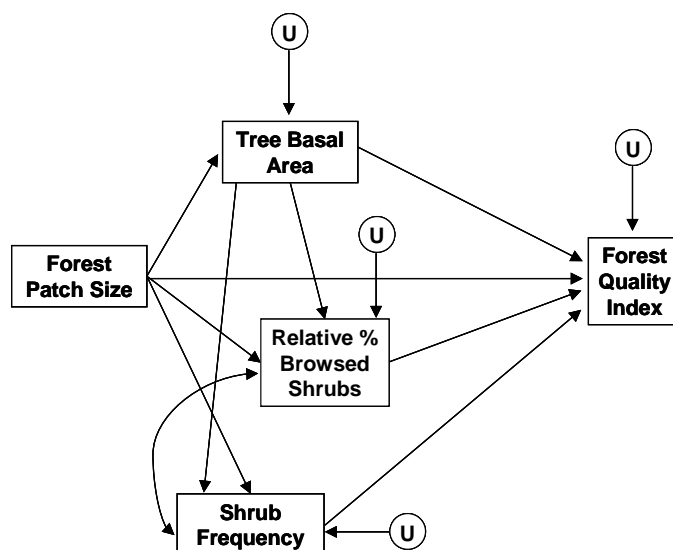 U
Tree Basal
Area
U
U
Forest
Patch Size
Forest
Quality
Index
Relative %
Browsed
Shrubs
Shrub
Frequency
U